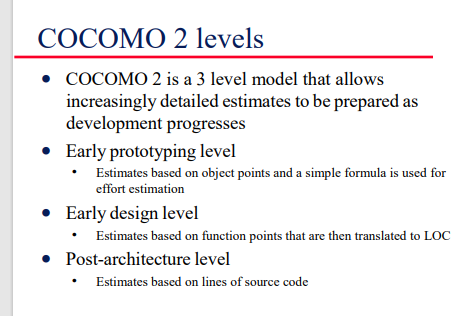 COCOMO 2 levels
• COCOMO 2 is a 3 level model that allows
increasingly detailed estimates to be prepared as
development progresses
• Early prototyping level
• Estimates based on object points and a simple formula is used for
effort estimation
• Early design level
• Estimates based on function points that are then translated to LOC
• Post-architecture level
• Estimates based on lines of source code